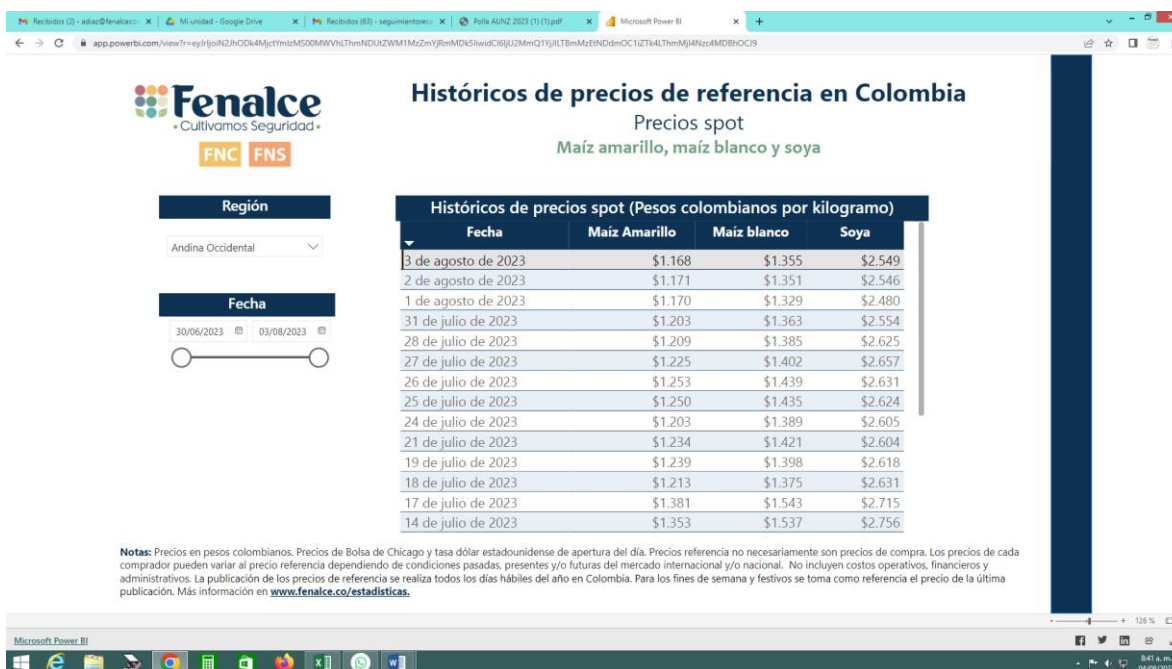 Recibidos (2) - adiaz@fenalcecc
Mi unidad - Google Drive
Recibidos (63) - seguimientorec
Polla AUNZ 2023 (1) (1).pdf
Microsoft Power BI
Fenalce
• Cultivamos Seguridad •
FNC FNS
Históricos de precios de referencia en Colombia
Precios spot
Maíz amarillo, maíz blanco y soya
Región
Andina Occidental
Fecha
30/06/2023 03/08/2023
Históricos de precios spot (Pesos colombianos por kilogramo)
Fecha Maíz Amarillo Maíz blanco Soya
3 de agosto de 2023 $1.168 $1.355 $2.549
2 de agosto de 2023 $1.171 $1.351 $2.546
1 de agosto de 2023 $1.170 $1.329 $2.480
31 de julio de 2023 $1.203 $1.363 $2.554
28 de julio de 2023 $1.209 $1.385 $2.625
27 de julio de 2023 $1.225 $1.402 $2.657
26 de julio de 2023 $1.253 $1.439 $2.631
25 de julio de 2023 $1.250 $1.435 $2.624
24 de julio de 2023 $1.203 $1.389 $2.605
21 de julio de 2023 $1.234 $1.421 $2.604
19 de julio de 2023 $1.239 $1.398 $2.618
18 de julio de 2023 $1.213 $1.375 $2.631
17 de julio de 2023 $1.381 $1.543 $2.715
14 de julio de 2023 $1.353 $1.537 $2.756
Notas: Precios en pesos colombianos. Precios de Bolsa de Chicago y tasa dólar estadounidense de apertura del día. Precios referencia no necesariamente son precios de compra. Los precios de cada
comprador pueden variar al precio referencia dependiendo de condiciones pasadas, presentes y/o futuras del mercado internacional y/o nacional. No incluyen costos operativos, financieros y
administrativos. La publicación de los precios de referencia se realiza todos los días hábiles del año en Colombia. Para los fines de semana y festivos se toma como referencia el precio de la última
publicación. Más información en www.fenalce.co/estadisticas.
126 %
Microsoft Power BI
8:41 a. m.